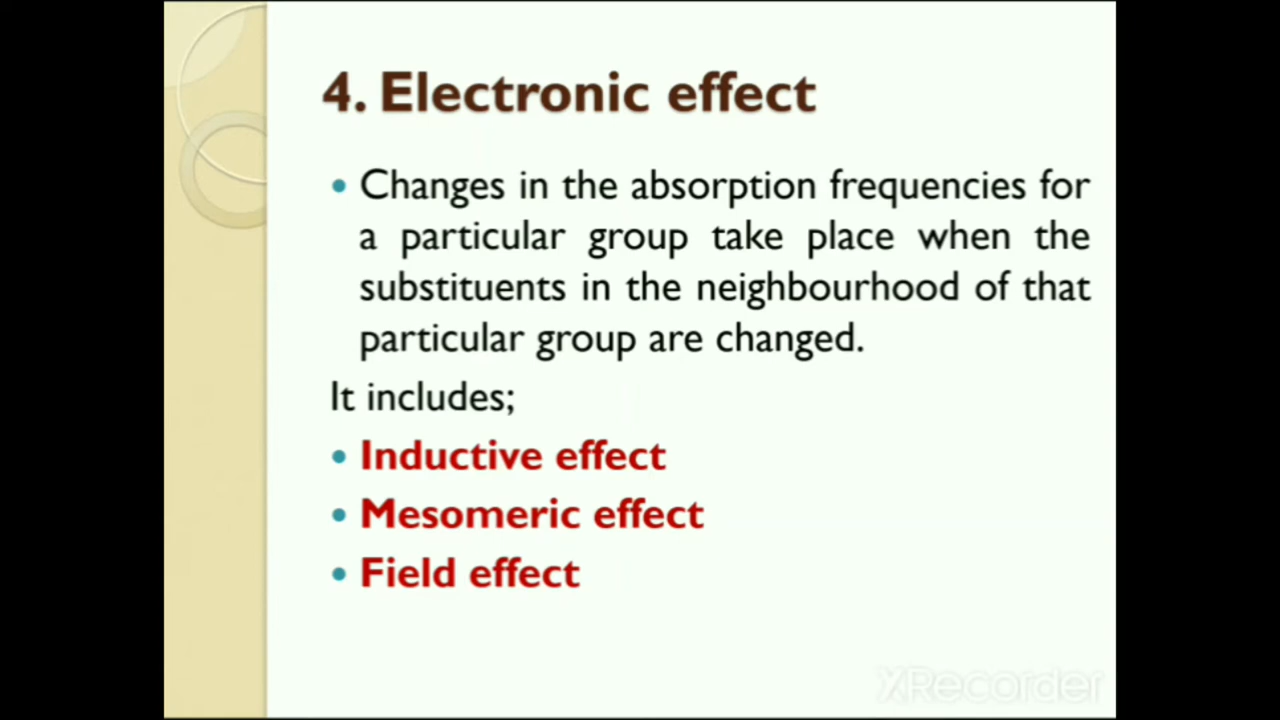 4. Electronic effect
• Changes in the absorption frequencies for
a particular group take place when the
substituents in the neighbourhood of that
particular group are changed.
It includes;
• Inductive effect
• Mesomeric effect
• Field effect
XRecorder